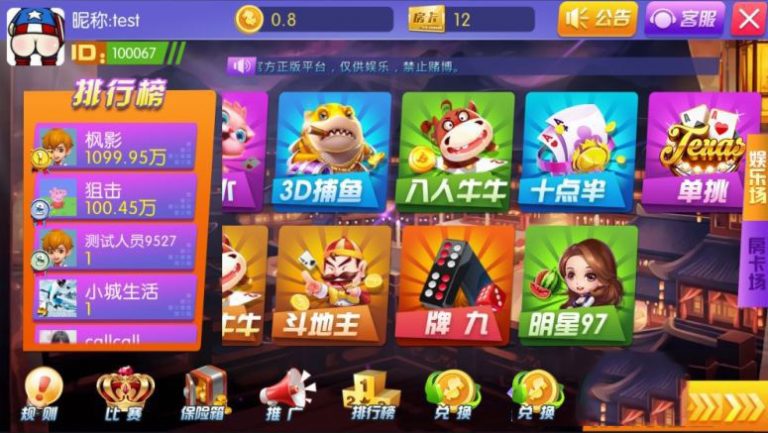 昵称:test
0.8
房卡
12
公告
客服
ID:
100067
官方正版平台,仅供娱乐,禁止赌博。
排行榜
枫影
1099.95万
狙击
100.45万
测试人员9527
1
小城生活
1
callcall
水
3D捕鱼
八人牛牛
十点半
Texas
单挑
牛牛
斗地主
牌九
明星97
娱乐场
房卡场
规则
比赛
保险箱
推广
排行榜
兑换
兑换